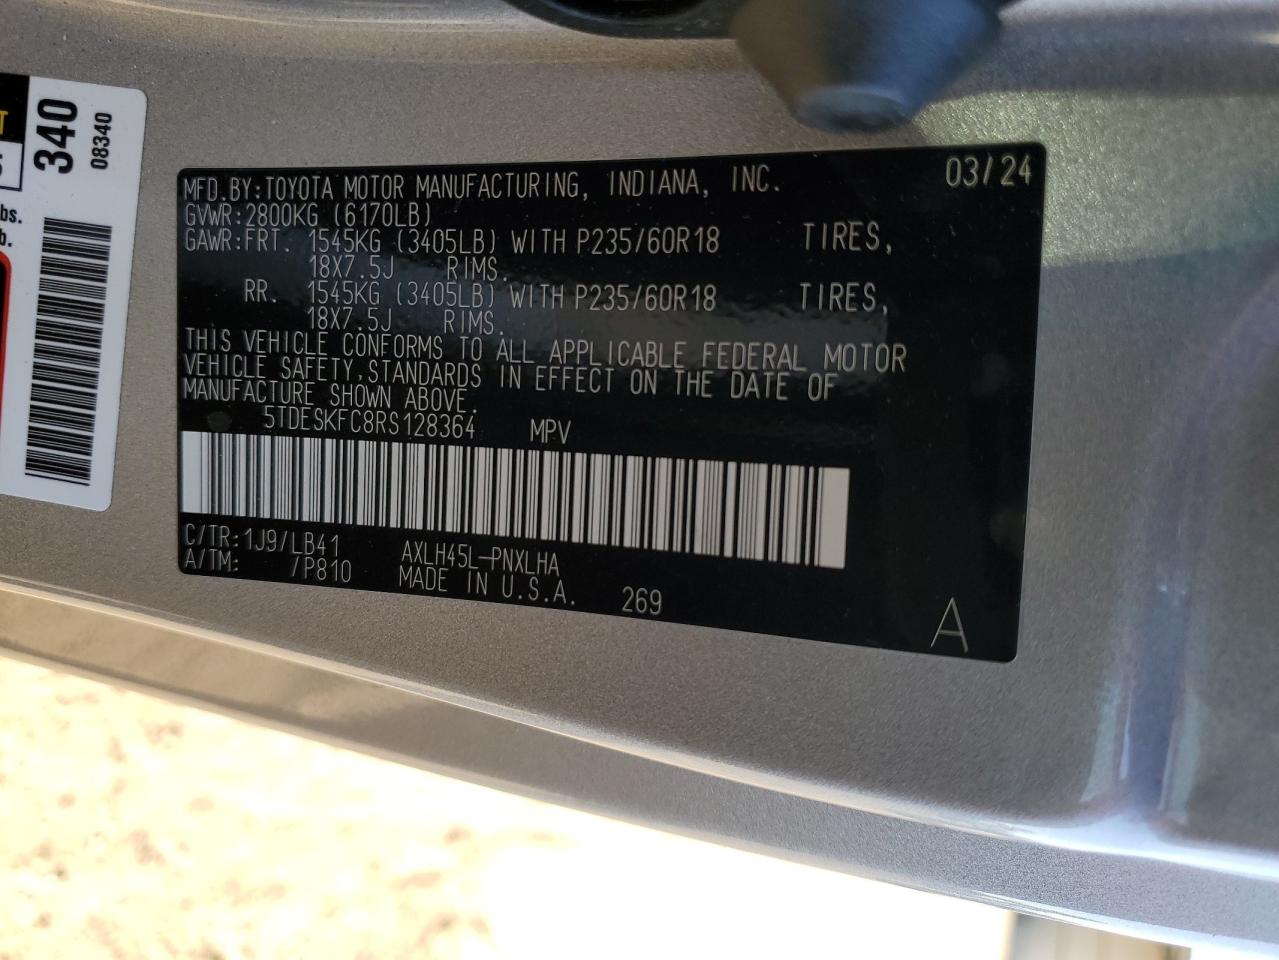 T
340
08340
bs.
b.
MFD.BY:TOYOTA MOTOR MANUFACTURING, INDIANA, INC. 03/24
GVWR:2800KG (6170LB)
GAWR:FRT. 1545KG (3405LB) WITH P235/60R18 TIRES,
18X7.5J RIMS.
RR. 1545KG (3405LB) WITH P235/60R18 TIRES,
18X7.5J RIMS.
THIS VEHICLE CONFORMS TO ALL APPLICABLE FEDERAL MOTOR
VEHICLE SAFETY STANDARDS IN EFFECT ON THE DATE OF
MANUFACTURE SHOWN ABOVE.
5TDESKFC8RS128364 MPV
C/TR:1J9/LB41 AXLH45L-PNXLHA
A/TM: /P810 MADE IN U.S.A. 269
A